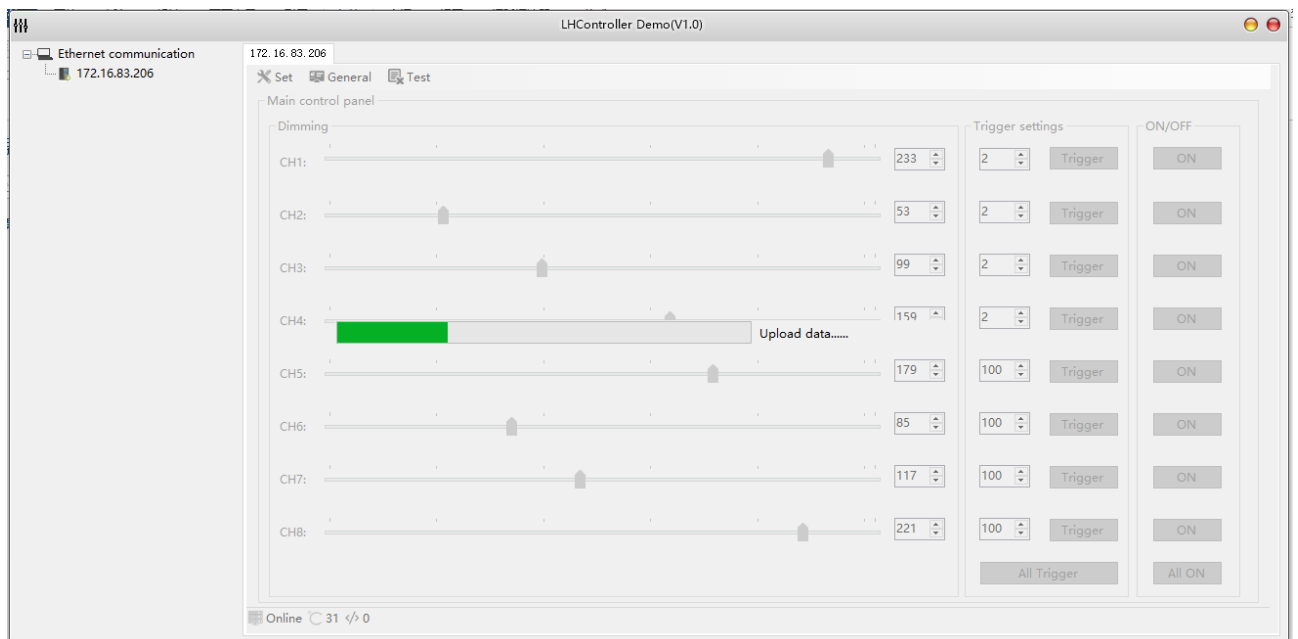 LHController Demo(V1.0)
Ethernet communication
172.16.83.206
172.16.83.206
Set General Test
Main control panel
Dimming Trigger settings ON/OFF
CH1: 233 2 Trigger ON
CH2: 53 2 Trigger ON
CH3: 99 2 Trigger ON
CH4: 159 2 Trigger ON
Upload data......
CH5: 179 100 Trigger ON
CH6: 85 100 Trigger ON
CH7: 117 100 Trigger ON
CH8: 221 100 Trigger ON
All Trigger All ON
Online ℃ 31 </> 0